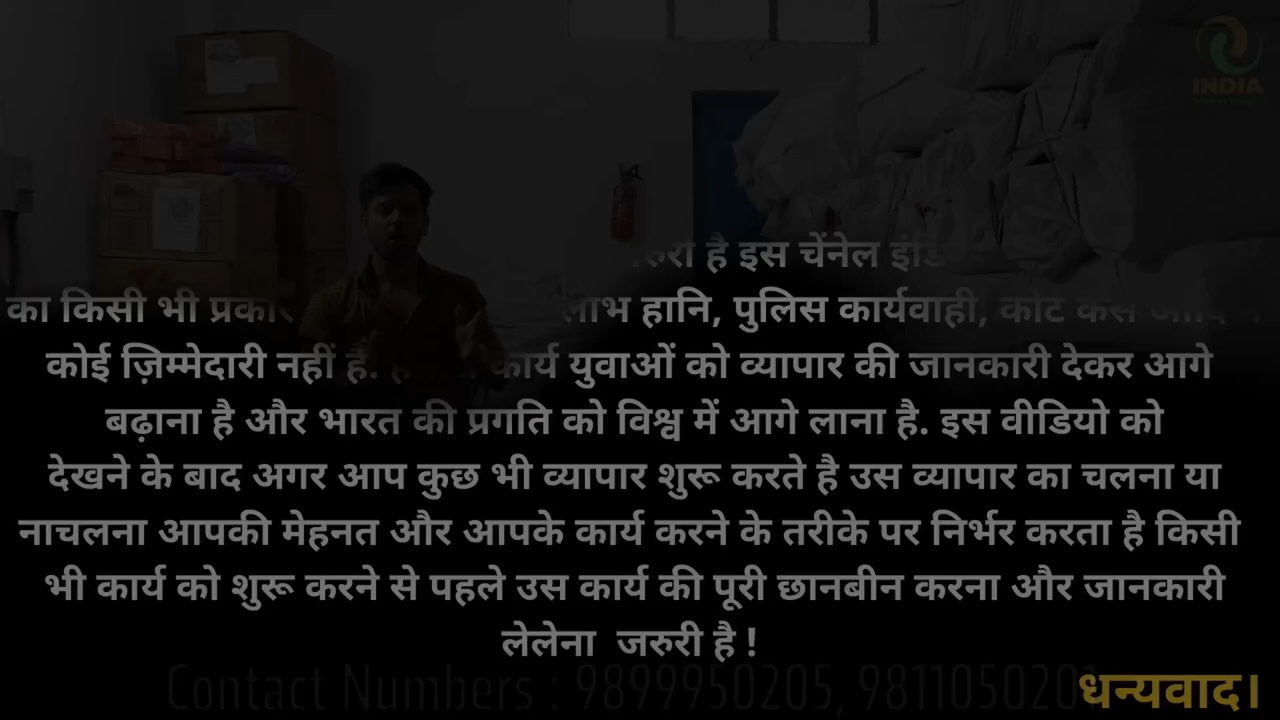 INDIA
है इस चेंनेल
का किसी भी प्रकार लाभ हानि, पुलिस कार्यवाही, कोर्ट केस आदि में
कोई ज़िम्मेदारी नहीं है. कार्य युवाओं को व्यापार की जानकारी देकर आगे
बढ़ाना है और भारत की प्रगति को विश्व में आगे लाना है. इस वीडियो को
देखने के बाद अगर आप कुछ भी व्यापार शुरू करते है उस व्यापार का चलना या
नाचलना आपकी मेहनत और आपके कार्य करने के तरीके पर निर्भर करता है किसी
भी कार्य को शुरू करने से पहले उस कार्य की पूरी छानबीन करना और जानकारी
लेलेना जरुरी है !
Contact Numbers : 9899950205, 9811050201
धन्यवाद।